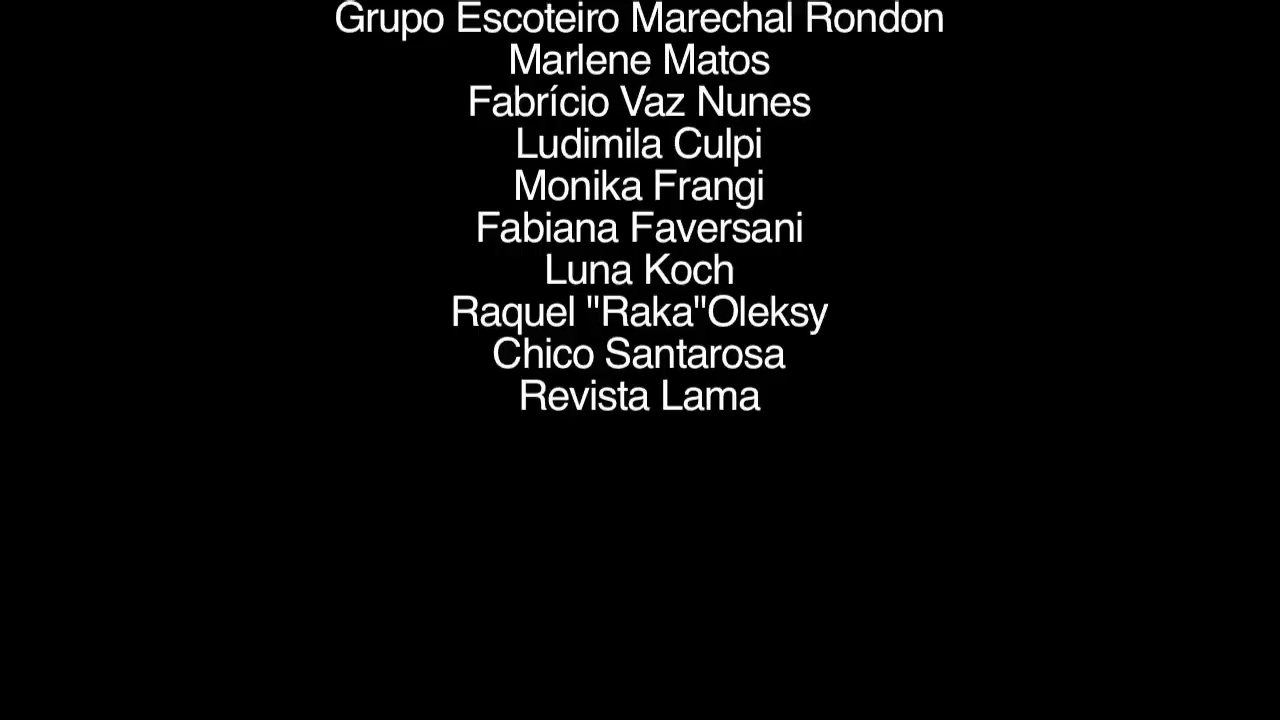 Grupo Escoteiro Marechal Rondon
Marlene Matos
Fabrício Vaz Nunes
Ludimila Culpi
Monika Frangi
Fabiana Faversani
Luna Koch
Raquel "Raka"Oleksy
Chico Santarosa
Revista Lama